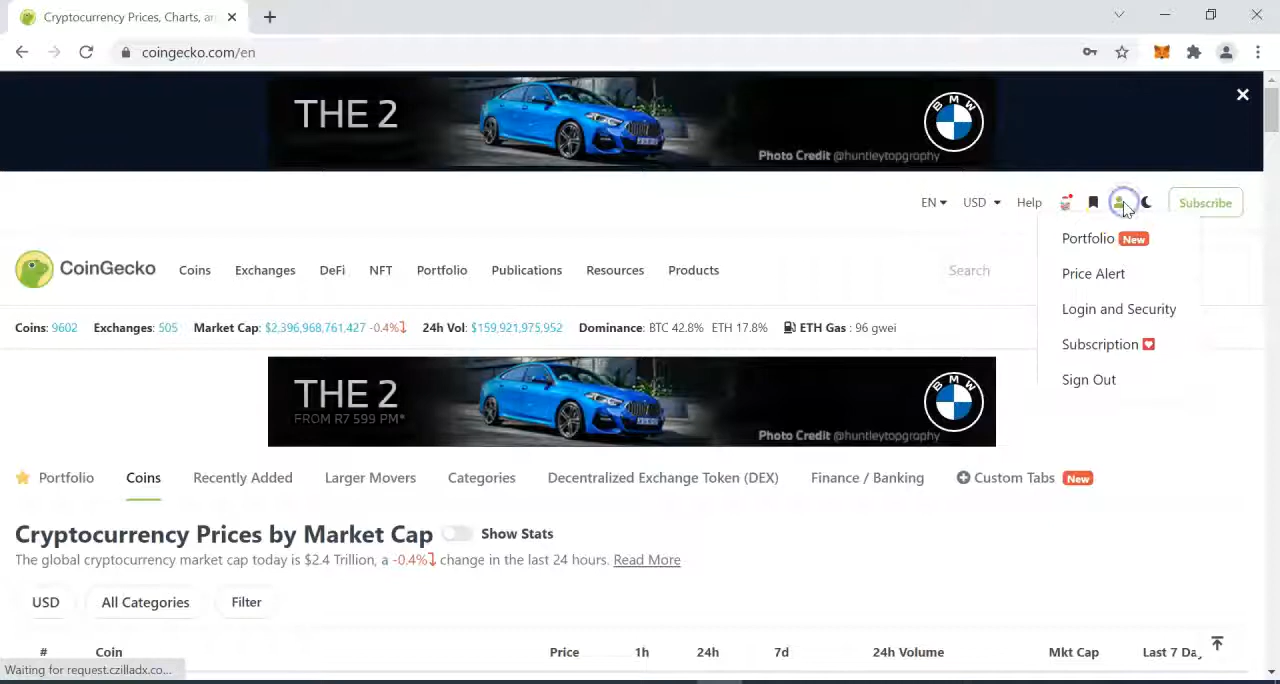 Cryptocurrency Prices, Charts, an
coingecko.com/en
THE 2
BMW
Photo Credit @huntleytopgraphy
EN USD Help Subscribe
Portfolio New
Price Alert
Login and Security
Subscription
Sign Out
CoinGecko Coins Exchanges DeFi NFT Portfolio Publications Resources Products Search
Coins: 9602 Exchanges: 505 Market Cap: $2,396,968,761,427 -0.4% 24h Vol: $159,921,975,952 Dominance: BTC 42.8% ETH 17.8% ETH Gas : 96 gwei
THE 2
FROM R7 599 PM*
BMW
Photo Credit @huntleytopgraphy
Portfolio Coins Recently Added Larger Movers Categories Decentralized Exchange Token (DEX) Finance / Banking Custom Tabs New
Cryptocurrency Prices by Market Cap Show Stats
The global cryptocurrency market cap today is $2.4 Trillion, a -0.4% change in the last 24 hours. Read More
USD All Categories Filter
# Coin Price 1h 24h 7d 24h Volume Mkt Cap Last 7 Da
Waiting for request.czilladx.co...